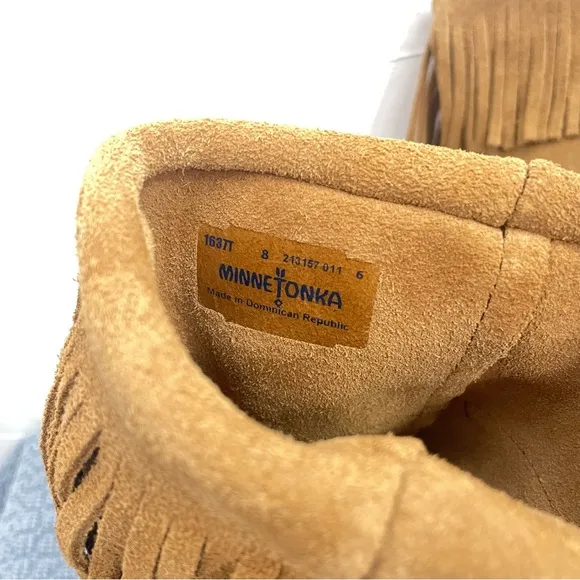 1637T 8 243157 011 6
MINNETONKA
Made in Dominican Republic